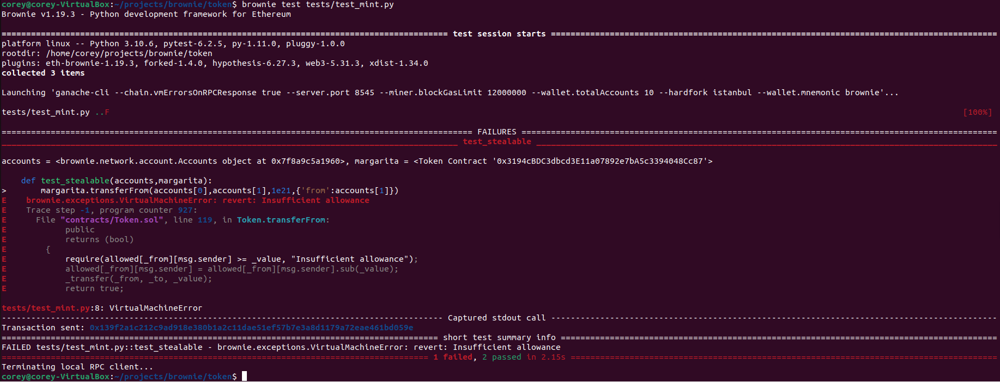 corey@corey-VirtualBox:~/projects/brownie/token$ brownie test tests/test_mint.py
Brownie v1.19.3 - Python development framework for Ethereum
=========================================================================================== test session starts ===========================================================================================
platform linux -- Python 3.10.6, pytest-6.2.5, py-1.11.0, pluggy-1.0.0
rootdir: /home/corey/projects/brownie/token
plugins: eth-brownie-1.19.3, forked-1.4.0, hypothesis-6.27.3, web3-5.31.3, xdist-1.34.0
collected 3 items
Launching 'ganache-cli --chain.vmErrorsOnRPCResponse true --server.port 8545 --miner.blockGasLimit 12000000 --wallet.totalAccounts 10 --hardfork istanbul --wallet.mnemonic brownie'...
tests/test_mint.py ..F [100%]
================================================================================================ FAILURES =================================================================================================
_____________________________________________________________________________________________ test_stealable ______________________________________________________________________________________________
accounts = <brownie.network.account.Accounts object at 0x7f8a9c5a1960>, margarita = <Token Contract '0x3194cBDC3dbcd3E11a07892e7bA5c3394048Cc87'>
    def test_stealable(accounts,margarita):
>       margarita.transferFrom(accounts[0],accounts[1],1e21,{'from':accounts[1]})
E    brownie.exceptions.VirtualMachineError: revert: Insufficient allowance
E    Trace step -1, program counter 927:
E      File "contracts/Token.sol", line 119, in Token.transferFrom:
E            public
E            returns (bool)
E        {
E            require(allowed[_from][msg.sender] >= _value, "Insufficient allowance");
E            allowed[_from][msg.sender] = allowed[_from][msg.sender].sub(_value);
E            _transfer(_from, _to, _value);
E            return true;
tests/test_mint.py:8: VirtualMachineError
------------------------------------------------------------------------------------------ Captured stdout call -------------------------------------------------------------------------------------------
Transaction sent: 0x139f2a1c212c9ad918e380b1a2c11dae51ef57b7e3a8d1179a72eae461bd059e
========================================================================================= short test summary info =========================================================================================
FAILED tests/test_mint.py::test_stealable - brownie.exceptions.VirtualMachineError: revert: Insufficient allowance
======================================================================================= 1 failed, 2 passed in 2.15s =======================================================================================
Terminating local RPC client...
corey@corey-VirtualBox:~/projects/brownie/token$